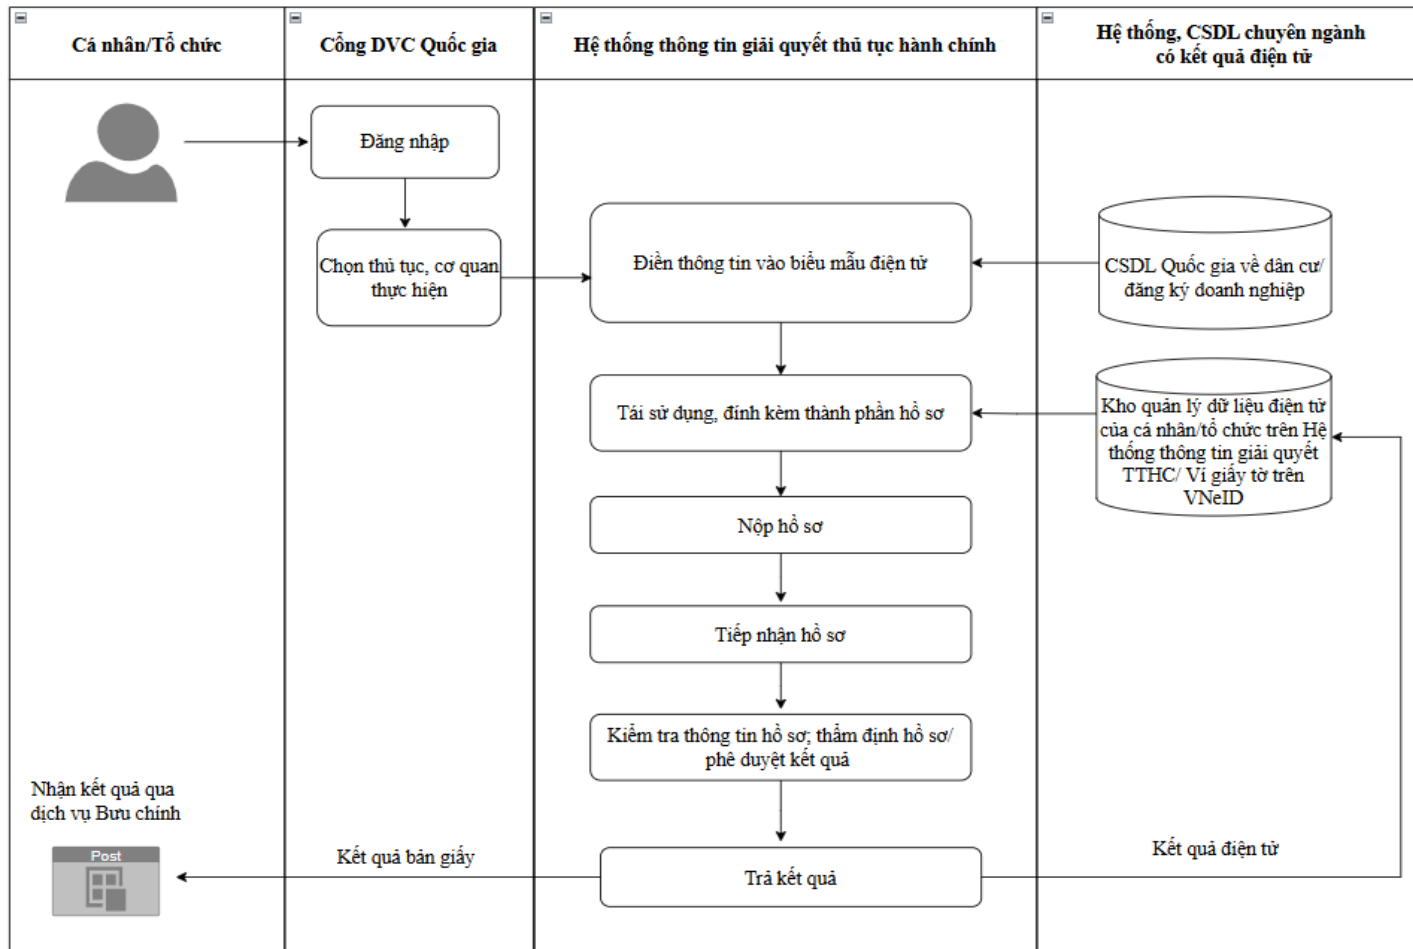 Cá nhân/Tổ chức
Cổng DVC Quốc gia
Hệ thống thông tin giải quyết thủ tục hành chính
Hệ thống, CSDL chuyên ngành
có kết quả điện tử
Đăng nhập
Chọn thủ tục, cơ quan
thực hiện
Điền thông tin vào biểu mẫu điện tử
CSDL Quốc gia về dân cư/
đăng ký doanh nghiệp
Tái sử dụng, đính kèm thành phần hồ sơ
Kho quản lý dữ liệu điện tử
của cá nhân/tổ chức trên Hệ
thống thông tin giải quyết
TTHC/ Ví giấy tờ trên
VNeID
Nộp hồ sơ
Tiếp nhận hồ sơ
Kiểm tra thông tin hồ sơ; thẩm định hồ sơ/
phê duyệt kết quả
Nhận kết quả qua
dịch vụ Bưu chính
Post
Kết quả bản giấy
Trả kết quả
Kết quả điện tử